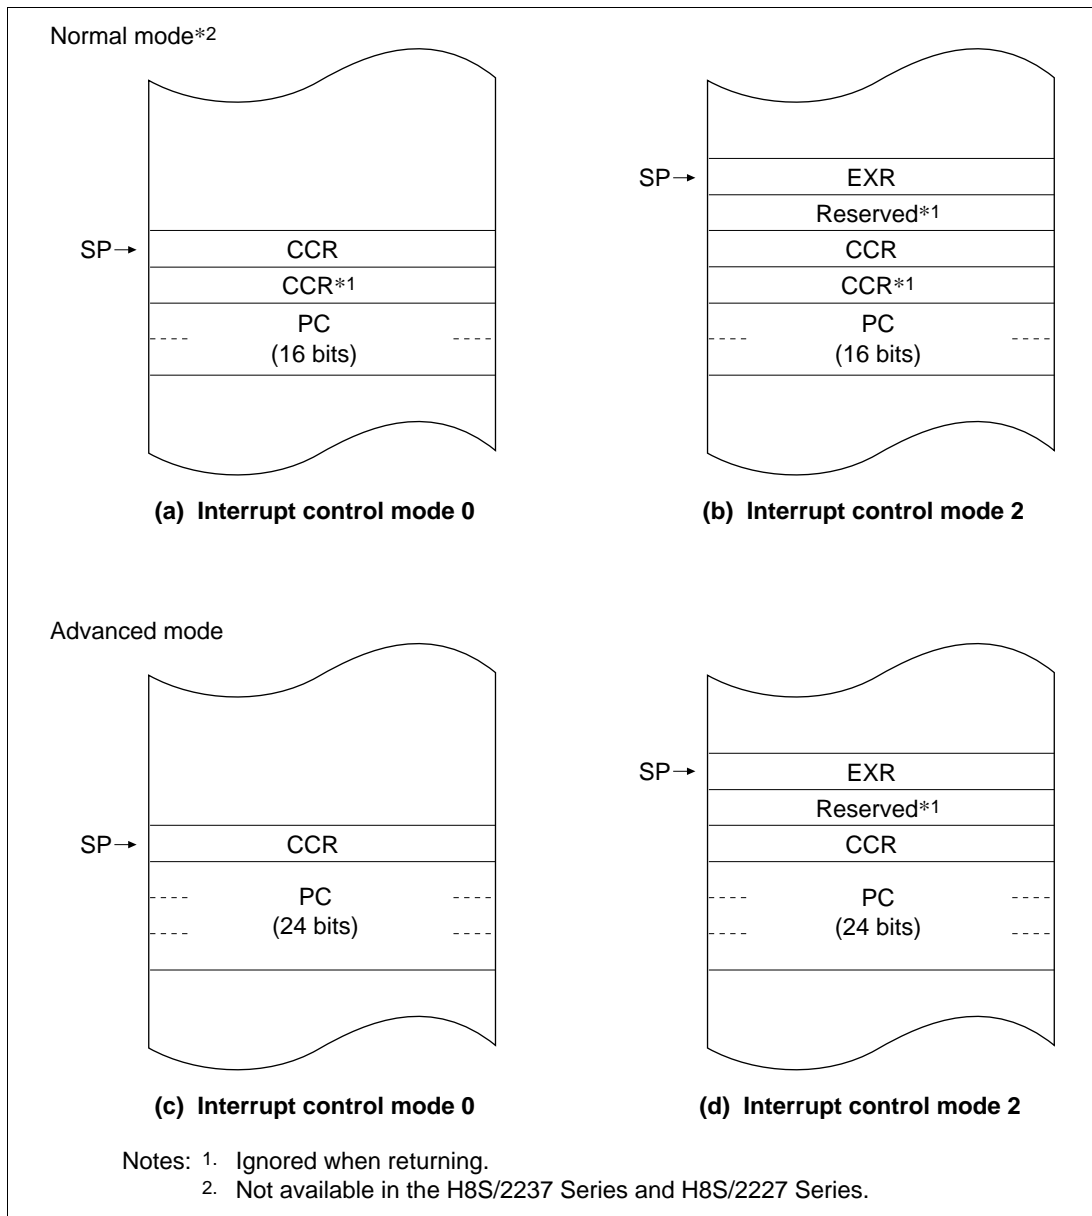 Normal mode*2
SP→
CCR
CCR*1
PC
(16 bits)
(a) Interrupt control mode 0
SP→
EXR
Reserved*1
CCR
CCR*1
PC
(16 bits)
(b) Interrupt control mode 2
Advanced mode
SP→
CCR
PC
(24 bits)
(c) Interrupt control mode 0
SP→
EXR
Reserved*1
CCR
PC
(24 bits)
(d) Interrupt control mode 2
Notes: 1. Ignored when returning.
2. Not available in the H8S/2237 Series and H8S/2227 Series.